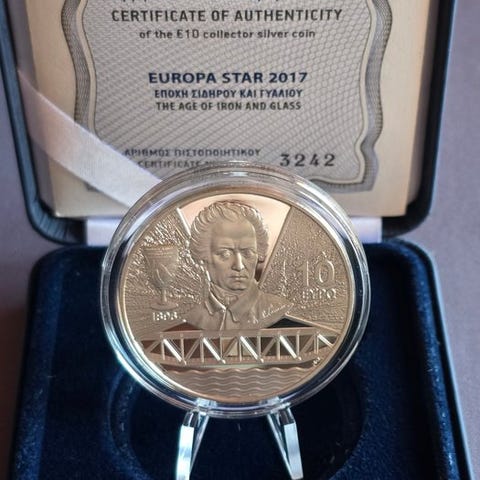 CERTIFICATE OF AUTHENTICITY
of the €10 collector silver coin
EUROPA STAR 2017
ΕΠΟΧΗ ΣΙΔΗΡΟΥ ΚΑΙ ΓΥΑΛΙΟΥ
THE AGE OF IRON AND GLASS
ΑΡΙΘΜΟΣ ΠΙΣΤΟΠΟΙΗΤΙΚΟΥ
CERTIFICATE
3242
10
ΕΥΡΩ